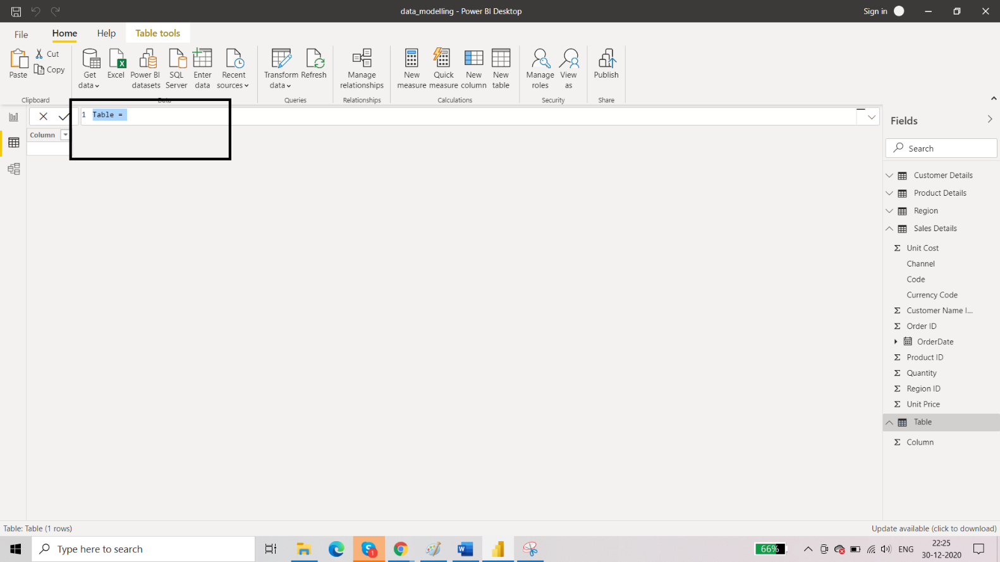 data_modelling - Power BI Desktop
Sign in
File
Home
Help
Table tools
Paste
Cut
Copy
Clipboard
Get data
Excel
Power BI datasets
SQL Server
Enter data
Recent sources
Data
Transform data
Refresh
Queries
Manage relationships
Relationships
New measure
Quick measure
New column
New table
Calculations
Manage roles
View as
Security
Publish
Share
1 Table =
Column
Fields
Search
Customer Details
Product Details
Region
Sales Details
Σ Unit Cost
Channel
Code
Currency Code
Σ Customer Name I...
Σ Order ID
OrderDate
Σ Product ID
Σ Quantity
Σ Region ID
Σ Unit Price
Table
Σ Column
Table: Table (1 rows)
Update available (click to download)
Type here to search
1
66%
ENG
22:25
30-12-2020